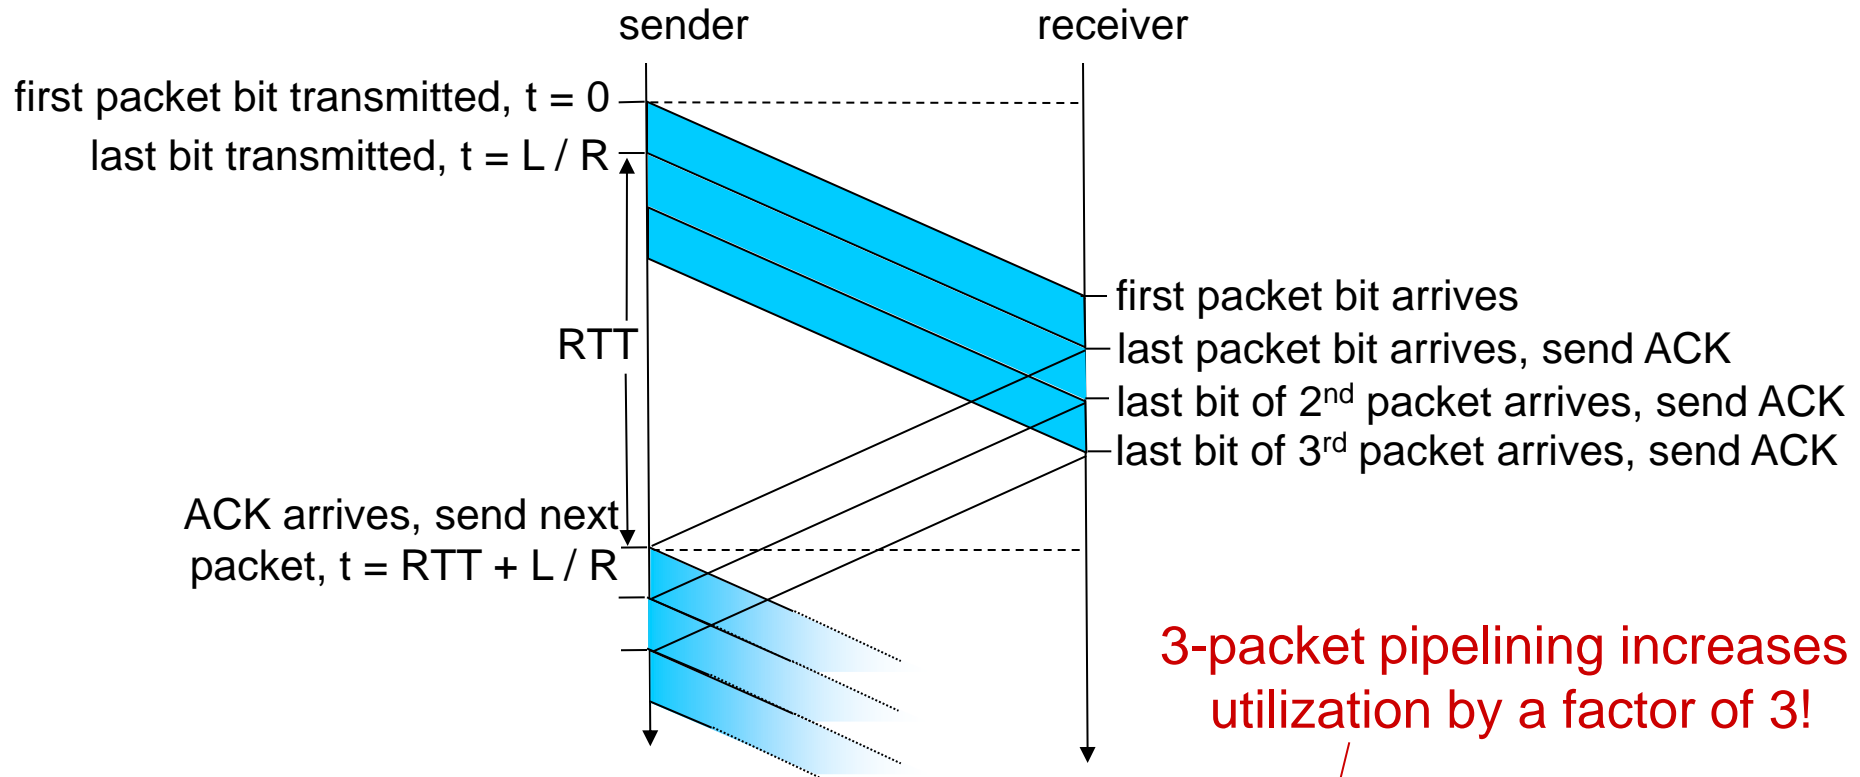 sender
receiver
first packet bit transmitted, t = 0
last bit transmitted, t = L / R
first packet bit arrives
RTT
last packet bit arrives, send ACK
last bit of 2nd packet arrives, send ACK
last bit of 3rd packet arrives, send ACK
ACK arrives, send next
packet, t = RTT + L / R
3-packet pipelining increases
utilization by a factor of 3!